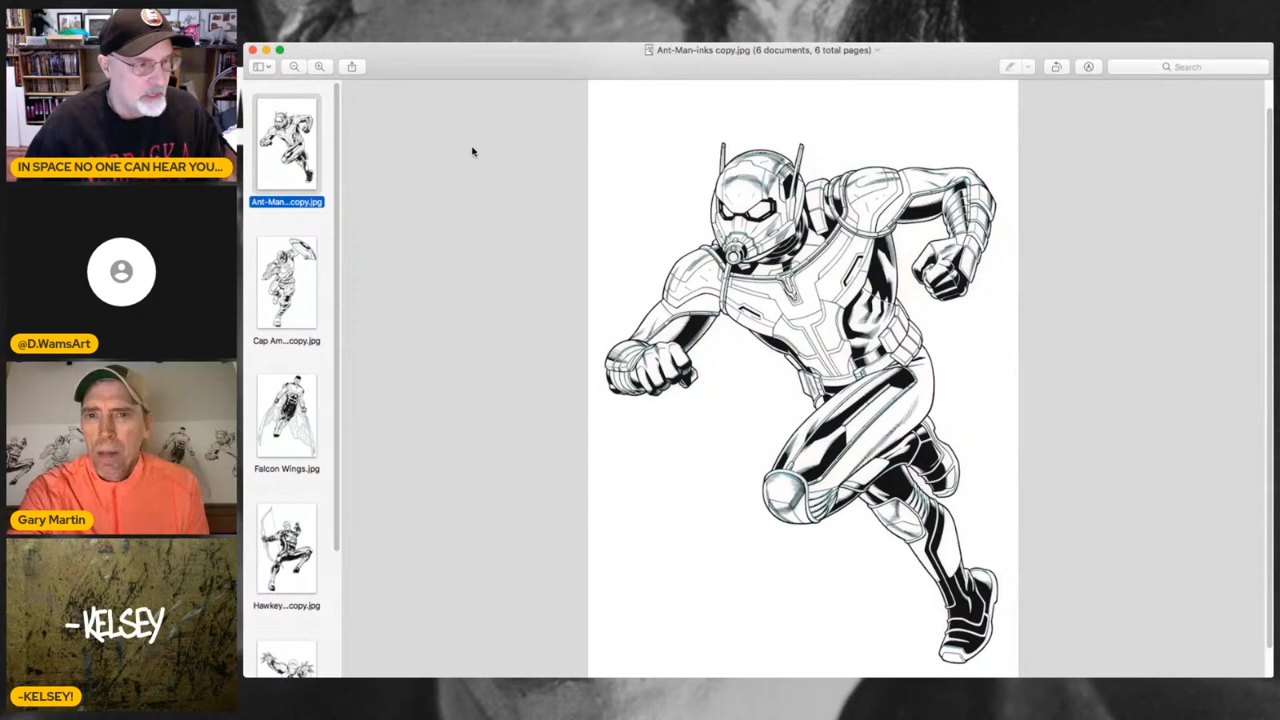 IN SPACE NO ONE CAN HEAR YOU...
@D.WamsArt
Gary Martin
-KELSEY
-KELSEY!
Ant-Man-inks copy.jpg (6 documents, 6 total pages)
Search
Ant-Man...copy.jpg
Cap Am...copy.jpg
Falcon Wings.jpg
Hawkey...copy.jpg